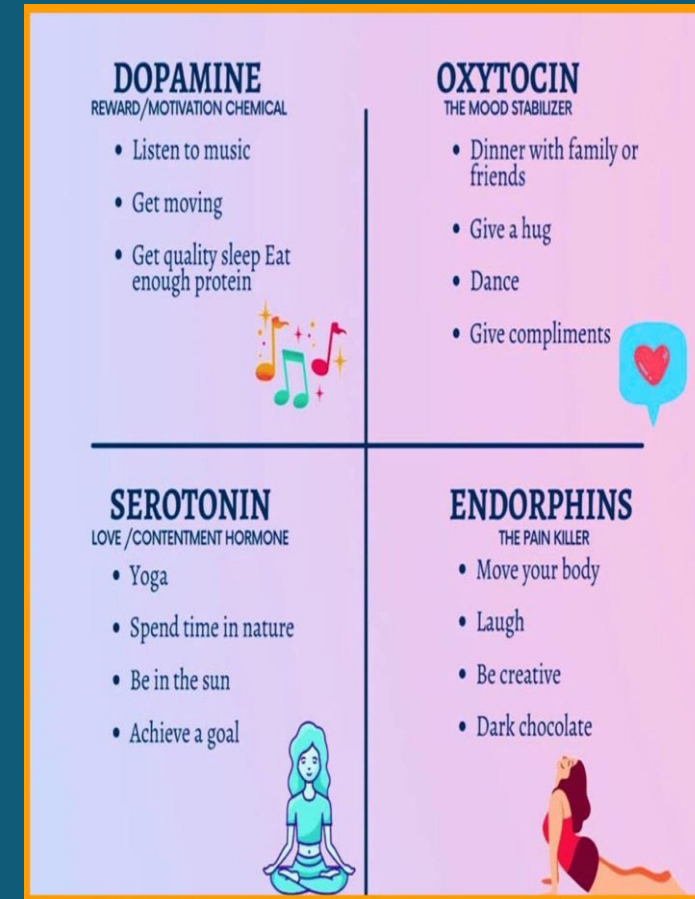 DOPAMINE
REWARD/MOTIVATION CHEMICAL
• Listen to music
• Get moving
• Get quality sleep Eat
enough protein
OXYTOCIN
THE MOOD STABILIZER
• Dinner with family or
friends
• Give a hug
• Dance
• Give compliments
SEROTONIN
LOVE /CONTENTMENT HORMONE
• Yoga
• Spend time in nature
• Be in the sun
• Achieve a goal
ENDORPHINS
THE PAIN KILLER
• Move your body
• Laugh
• Be creative
• Dark chocolate